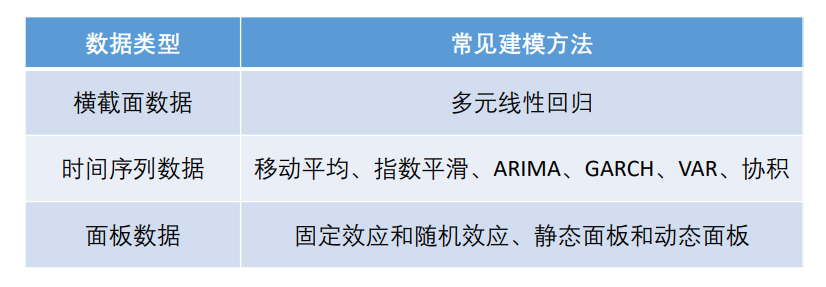 数据类型 常见建模方法
横截面数据 多元线性回归
时间序列数据 移动平均、指数平滑、ARIMA、GARCH、VAR、协积
面板数据 固定效应和随机效应、静态面板和动态面板